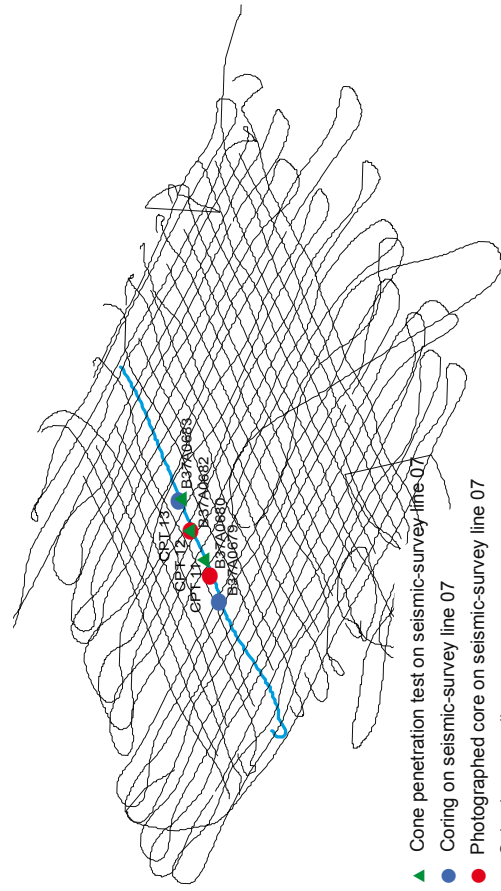 CPT 13
B37A0683
CPT 12
B37A0682
CPT 11
B37A0680
B37A0679
Cone penetration test on seismic-survey line 07
Coring on seismic-survey line 07
Photographed core on seismic-survey line 07